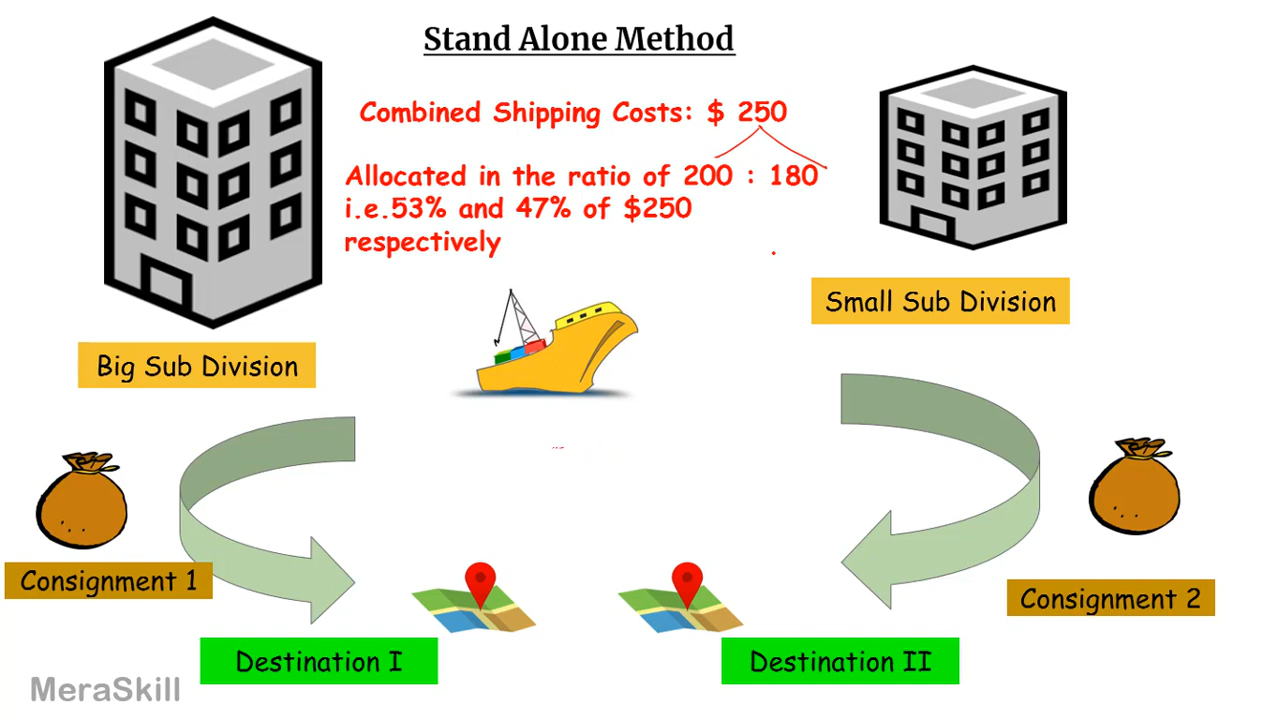 Stand Alone Method
Combined Shipping Costs: $ 250
Allocated in the ratio of 200 : 180
i.e.53% and 47% of $250
respectively
Small Sub Division
Big Sub Division
Consignment 1
Consignment 2
Destination I
Destination II
MeraSkill